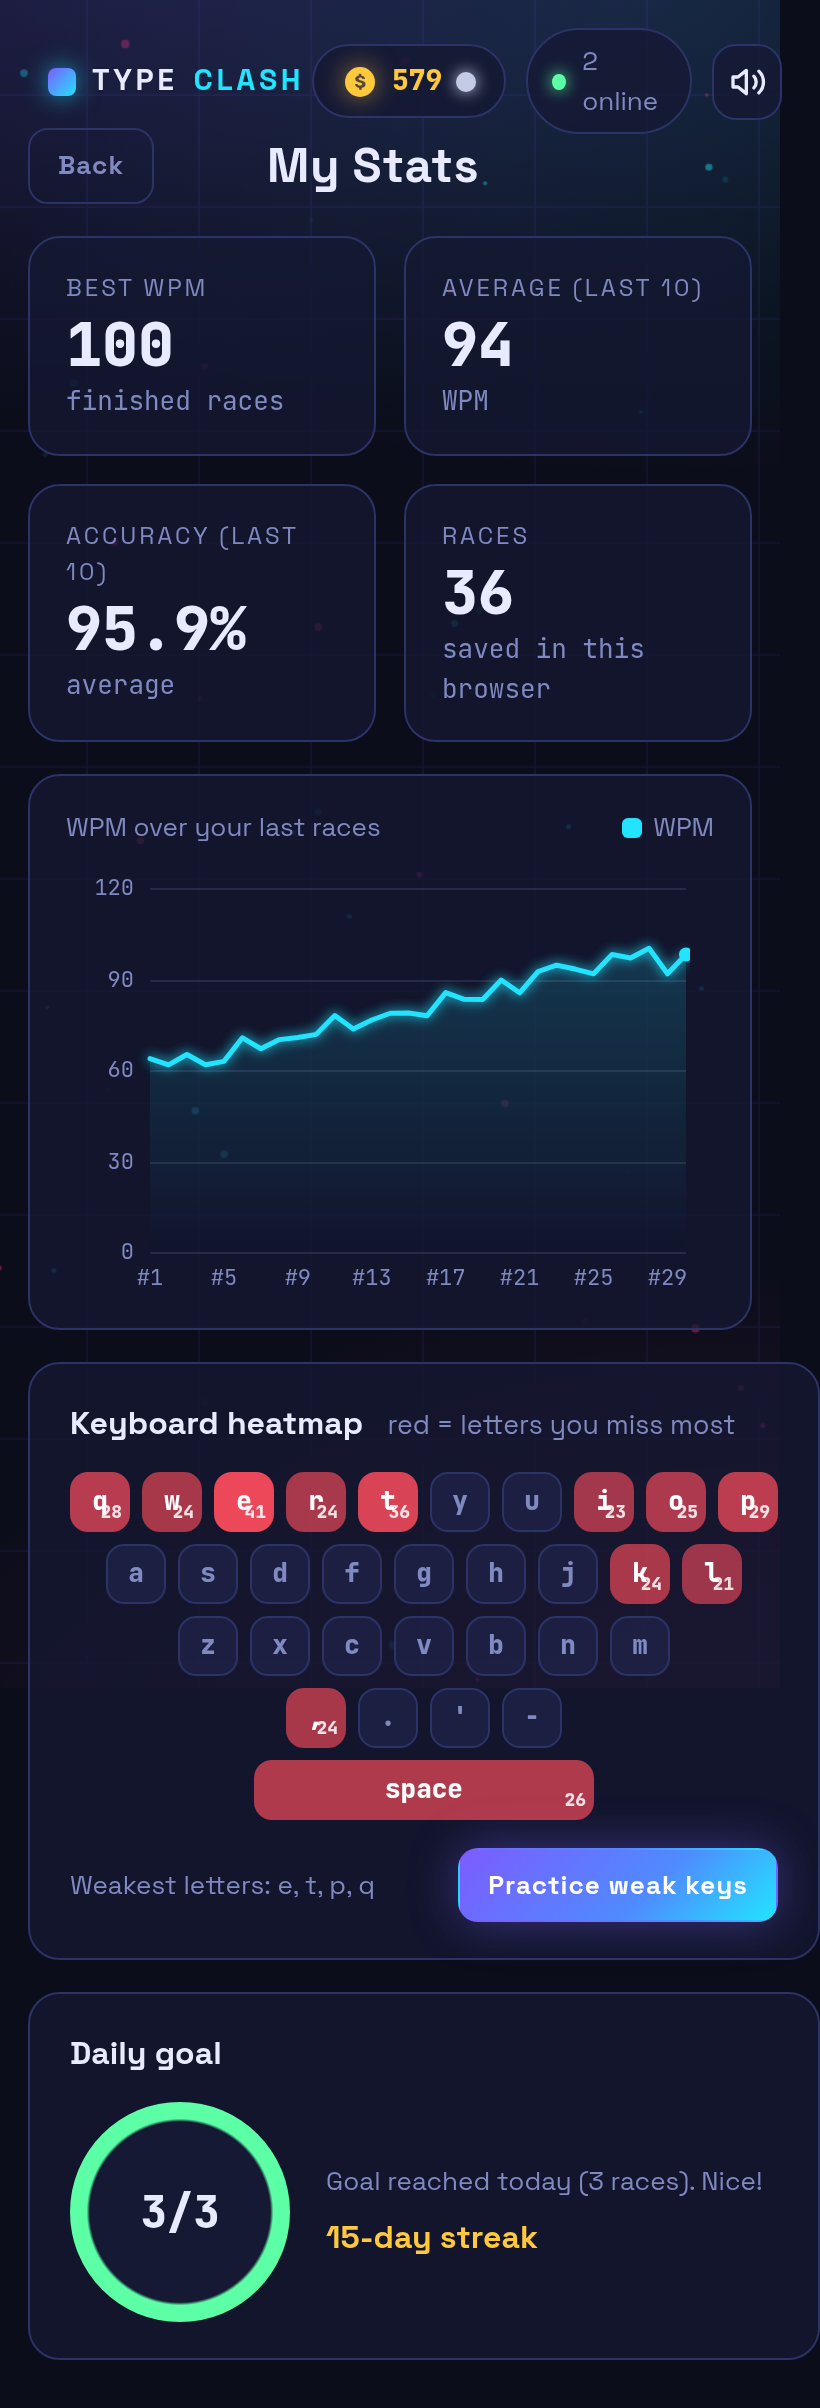 TYPE CLASH
$ 579
2
online
Back
My Stats
BEST WPM
100
finished races
AVERAGE (LAST 10)
94
WPM
ACCURACY (LAST
10)
95.9%
average
RACES
36
saved in this
browser
WPM over your last races
WPM
120
90
60
30
0
#1 #5 #9 #13 #17 #21 #25 #29
Keyboard heatmap red = letters you miss most
q 28 w 24 e 41 r 24 t 36 y u i 23 o 25 p 29
a s d f g h j k 24 l 21
z x c v b n m
, 24 . ' -
space 26
Weakest letters: e, t, p, q
Practice weak keys
Daily goal
3/3
Goal reached today (3 races). Nice!
15-day streak